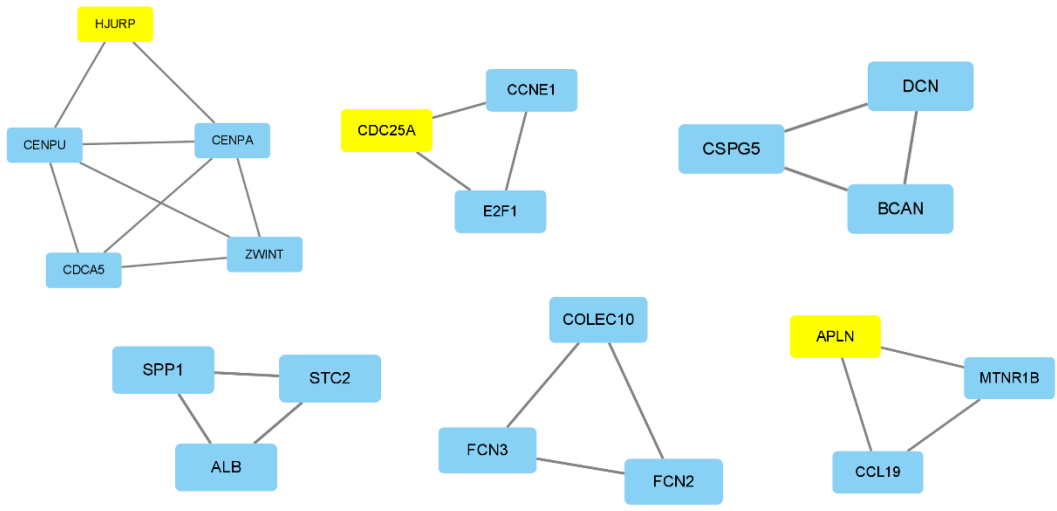 HJURP
CENPU
CENPA
CDCA5
ZWINT
CCNE1
CDC25A
E2F1
DCN
CSPG5
BCAN
SPP1
STC2
ALB
COLEC10
FCN3
FCN2
APLN
MTNR1B
CCL19